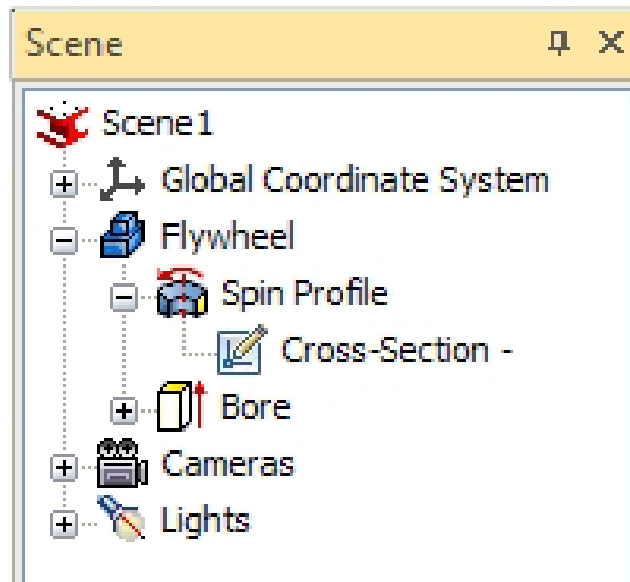 Scene
Scene1
Global Coordinate System
Flywheel
Spin Profile
Cross-Section -
Bore
Cameras
Lights